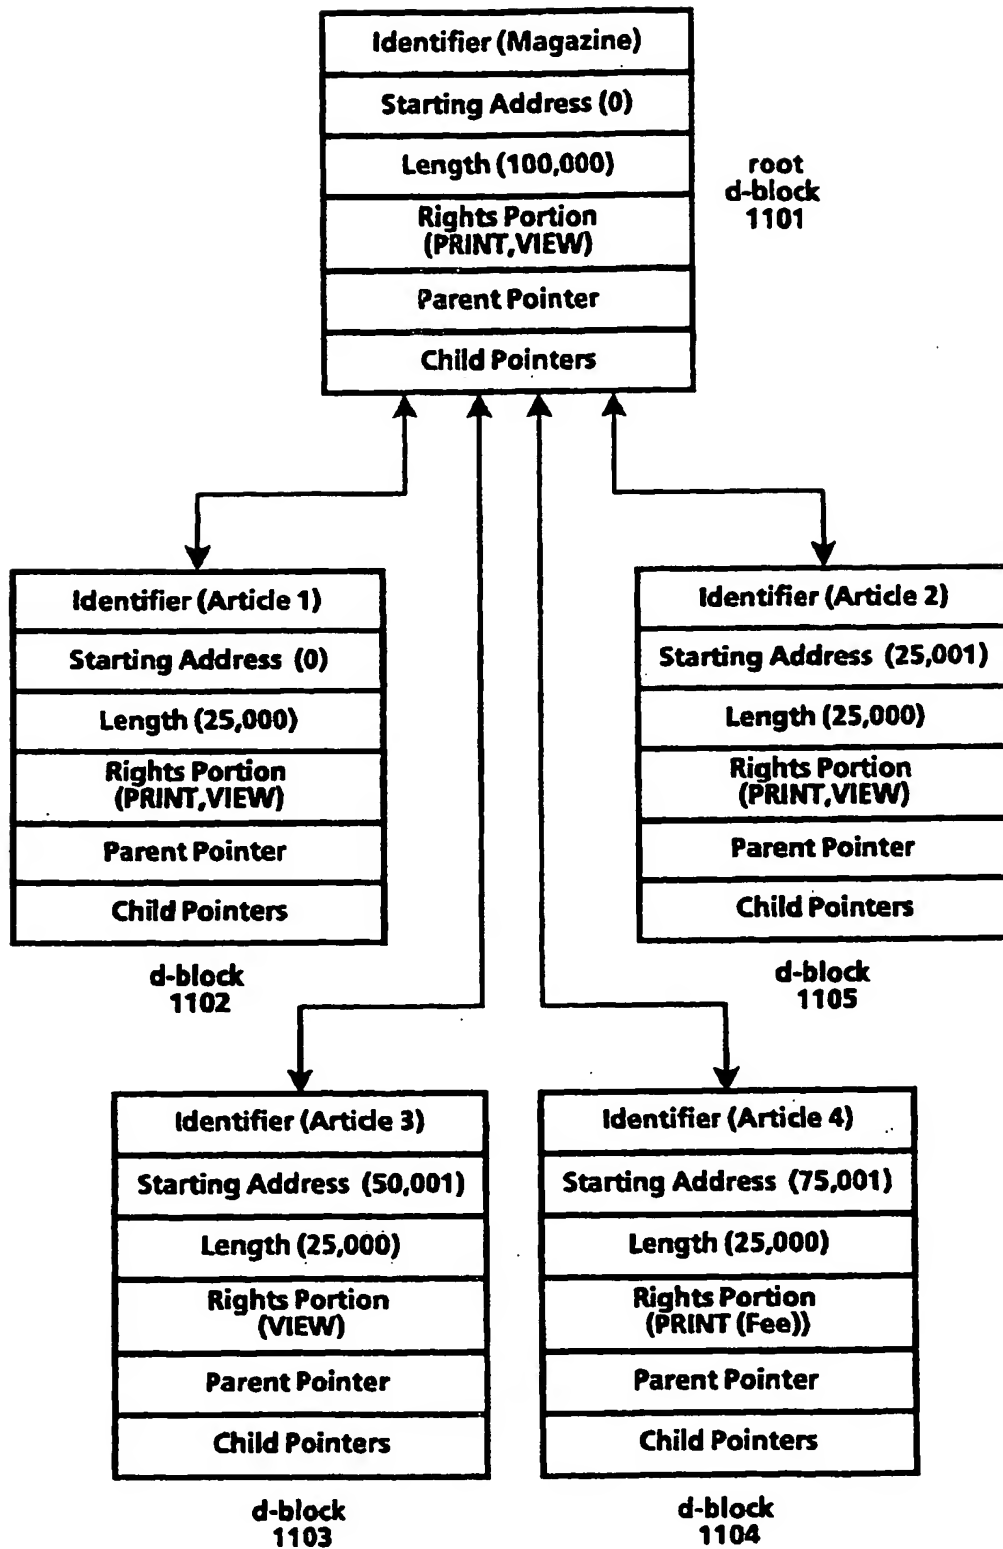 Identifier (Magazine)
Starting Address (0)
Length (100,000)
Rights Portion
(PRINT,VIEW)
Parent Pointer
Child Pointers
root
d-block
1101
Identifier (Article 1)
Starting Address (0)
Length (25,000)
Rights Portion
(PRINT,VIEW)
Parent Pointer
Child Pointers
d-block
1102
Identifier (Article 2)
Starting Address (25,001)
Length (25,000)
Rights Portion
(PRINT,VIEW)
Parent Pointer
Child Pointers
d-block
1105
Identifier (Article 3)
Starting Address (50,001)
Length (25,000)
Rights Portion
(VIEW)
Parent Pointer
Child Pointers
d-block
1103
Identifier (Article 4)
Starting Address (75,001)
Length (25,000)
Rights Portion
(PRINT (Fee))
Parent Pointer
Child Pointers
d-block
1104